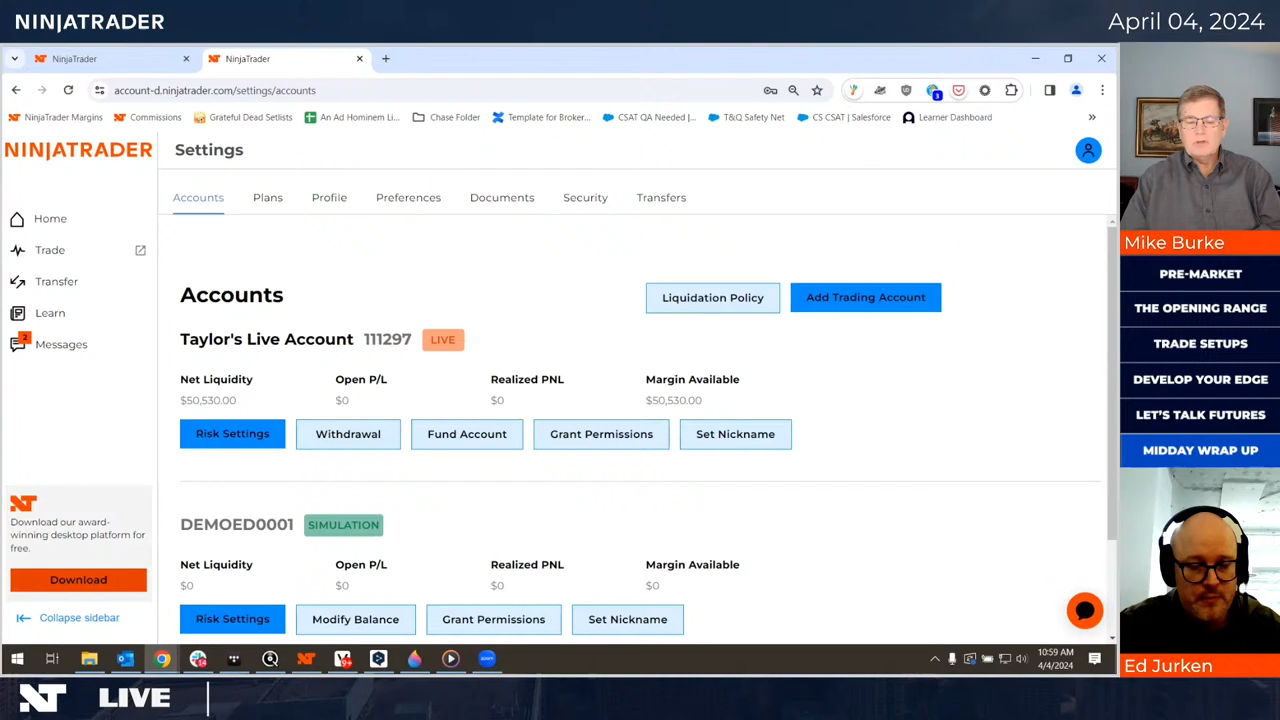 NINJATRADER
April 04, 2024
NinjaTrader
NinjaTrader
account-d.ninjatrader.com/settings/accounts
3
NinjaTrader Margins
Commissions
Grateful Dead Setlists
An Ad Hominem Li...
Chase Folder
Template for Broker...
CSAT QA Needed |...
T&Q Safety Net
CS CSAT | Salesforce
Learner Dashboard
NINJATRADER
Settings
Accounts Plans Profile Preferences Documents Security Transfers
Home
Trade
Transfer
Learn
2
Messages
Accounts
Liquidation Policy
Add Trading Account
Taylor's Live Account 111297 LIVE
Net Liquidity Open P/L Realized PNL Margin Available
$50,530.00 $0 $0 $50,530.00
Risk Settings Withdrawal Fund Account Grant Permissions Set Nickname
DEMOED0001 SIMULATION
Net Liquidity Open P/L Realized PNL Margin Available
$0 $0 $0 $0
Risk Settings Modify Balance Grant Permissions Set Nickname
NT
Download our award-
winning desktop platform for
free.
Download
Collapse sidebar
10:59 AM
4/4/2024
Mike Burke
PRE-MARKET
THE OPENING RANGE
TRADE SETUPS
DEVELOP YOUR EDGE
LET'S TALK FUTURES
MIDDAY WRAP UP
Ed Jurken
NT LIVE